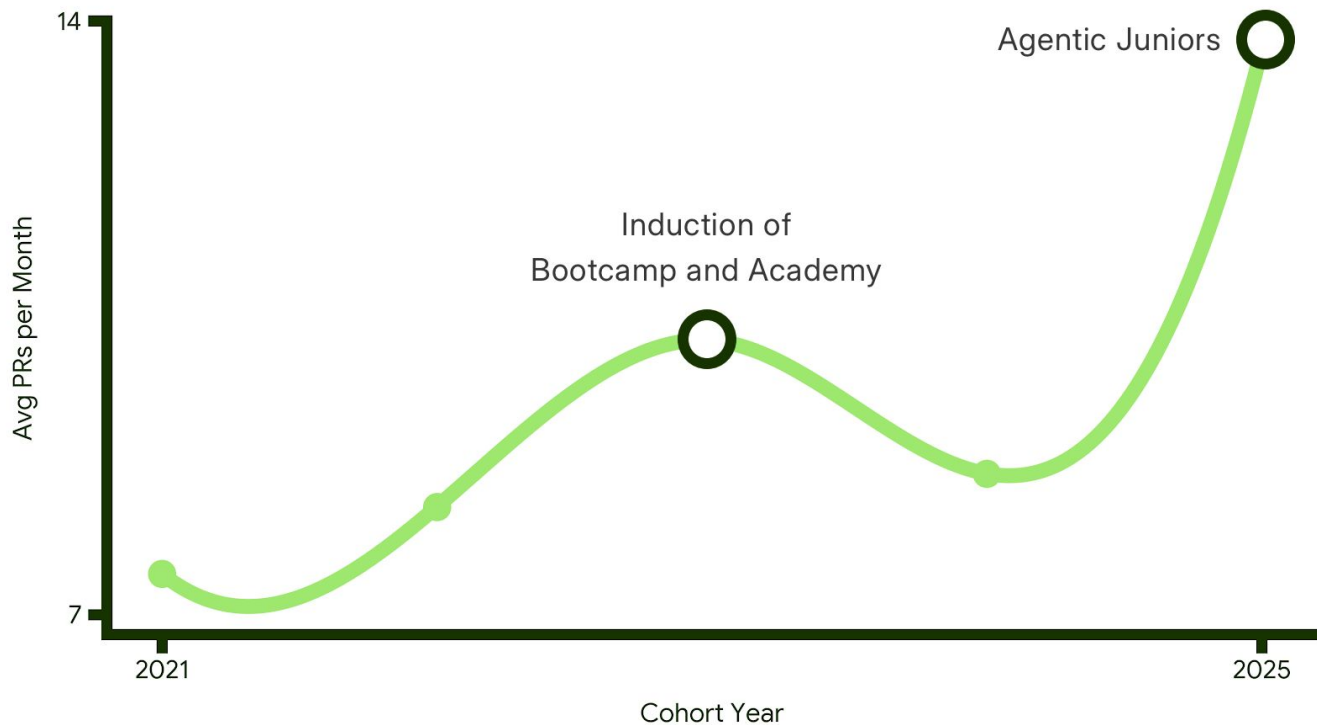 14
Agentic Juniors
Induction of
Bootcamp and Academy
Avg PRs per Month
7
2021
2025
Cohort Year